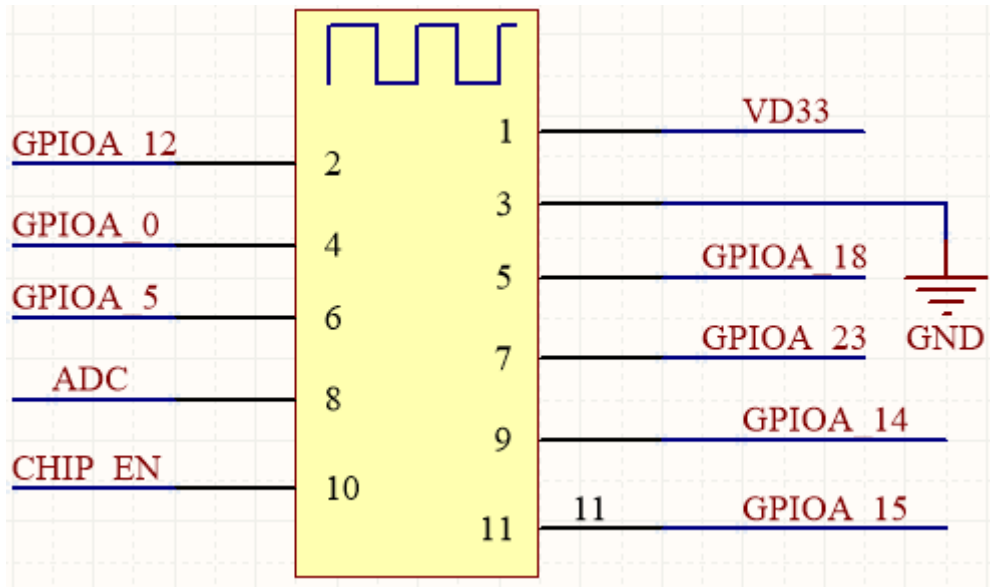 VD33
1
GPIOA_12
2
3
GPIOA_0
4
GPIOA_18
5
GPIOA_5
6
GND
GPIOA_23
7
ADC
8
GPIOA_14
9
CHIP_EN
10
11
GPIOA_15
11